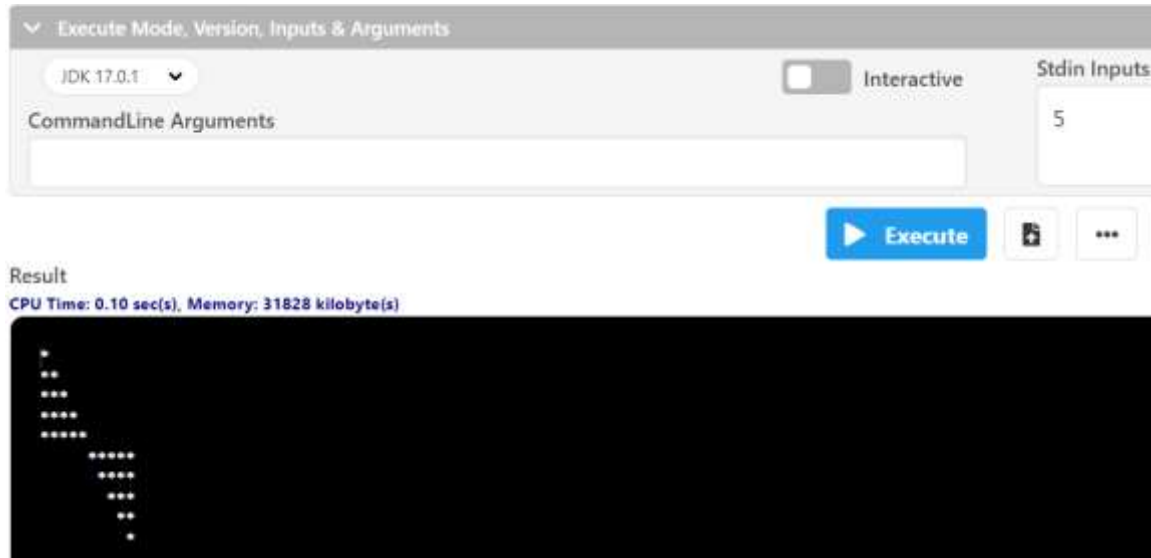 Execute Mode, Version, Inputs & Arguments
JDK 17.0.1
Interactive
Stdin Inputs
CommandLine Arguments
5
Execute
Result
CPU Time: 0.10 sec(s), Memory: 31828 kilobyte(s)
*
**
***
****
*****
     *****
      ****
       ***
        **
         *